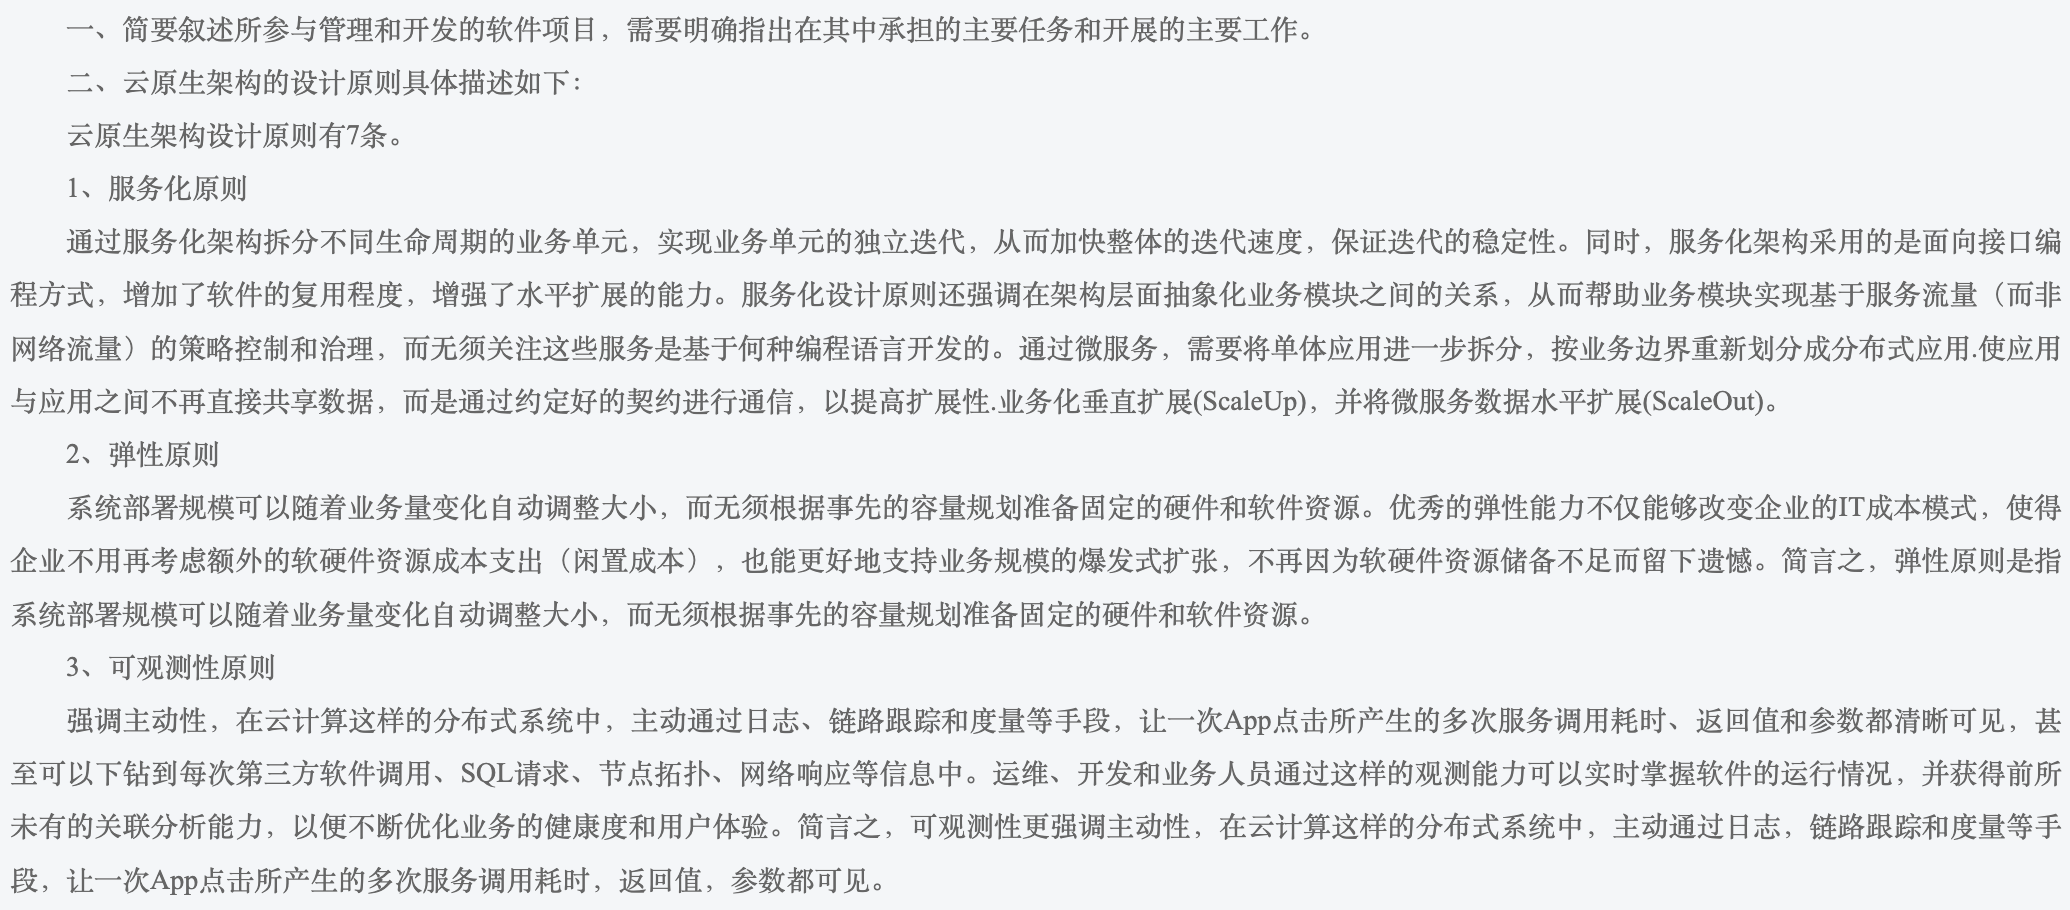 一、简要叙述所参与管理和开发的软件项目，需要明确指出在其中承担的主要任务和开展的主要工作。
二、云原生架构的设计原则具体描述如下：
云原生架构设计原则有7条。
1、服务化原则
通过服务化架构拆分不同生命周期的业务单元，实现业务单元的独立迭代，从而加快整体的迭代速度，保证迭代的稳定性。同时，服务化架构采用的是面向接口编
程方式，增加了软件的复用程度，增强了水平扩展的能力。服务化设计原则还强调在架构层面抽象化业务模块之间的关系，从而帮助业务模块实现基于服务流量（而非
网络流量）的策略控制和治理，而无须关注这些服务是基于何种编程语言开发的。通过微服务，需要将单体应用进一步拆分，按业务边界重新划分成分布式应用.使应用
与应用之间不再直接共享数据，而是通过约定好的契约进行通信，以提高扩展性.业务化垂直扩展(ScaleUp)，并将微服务数据水平扩展(ScaleOut)。
2、弹性原则
系统部署规模可以随着业务量变化自动调整大小，而无须根据事先的容量规划准备固定的硬件和软件资源。优秀的弹性能力不仅能够改变企业的IT成本模式，使得
企业不用再考虑额外的软硬件资源成本支出（闲置成本），也能更好地支持业务规模的爆发式扩张，不再因为软硬件资源储备不足而留下遗憾。简言之，弹性原则是指
系统部署规模可以随着业务量变化自动调整大小，而无须根据事先的容量规划准备固定的硬件和软件资源。
3、可观测性原则
强调主动性，在云计算这样的分布式系统中，主动通过日志、链路跟踪和度量等手段，让一次App点击所产生的多次服务调用耗时、返回值和参数都清晰可见，甚
至可以下钻到每次第三方软件调用、SQL请求、节点拓扑、网络响应等信息中。运维、开发和业务人员通过这样的观测能力可以实时掌握软件的运行情况，并获得前所
未有的关联分析能力，以便不断优化业务的健康度和用户体验。简言之，可观测性更强调主动性，在云计算这样的分布式系统中，主动通过日志，链路跟踪和度量等手
段，让一次App点击所产生的多次服务调用耗时，返回值，参数都可见。